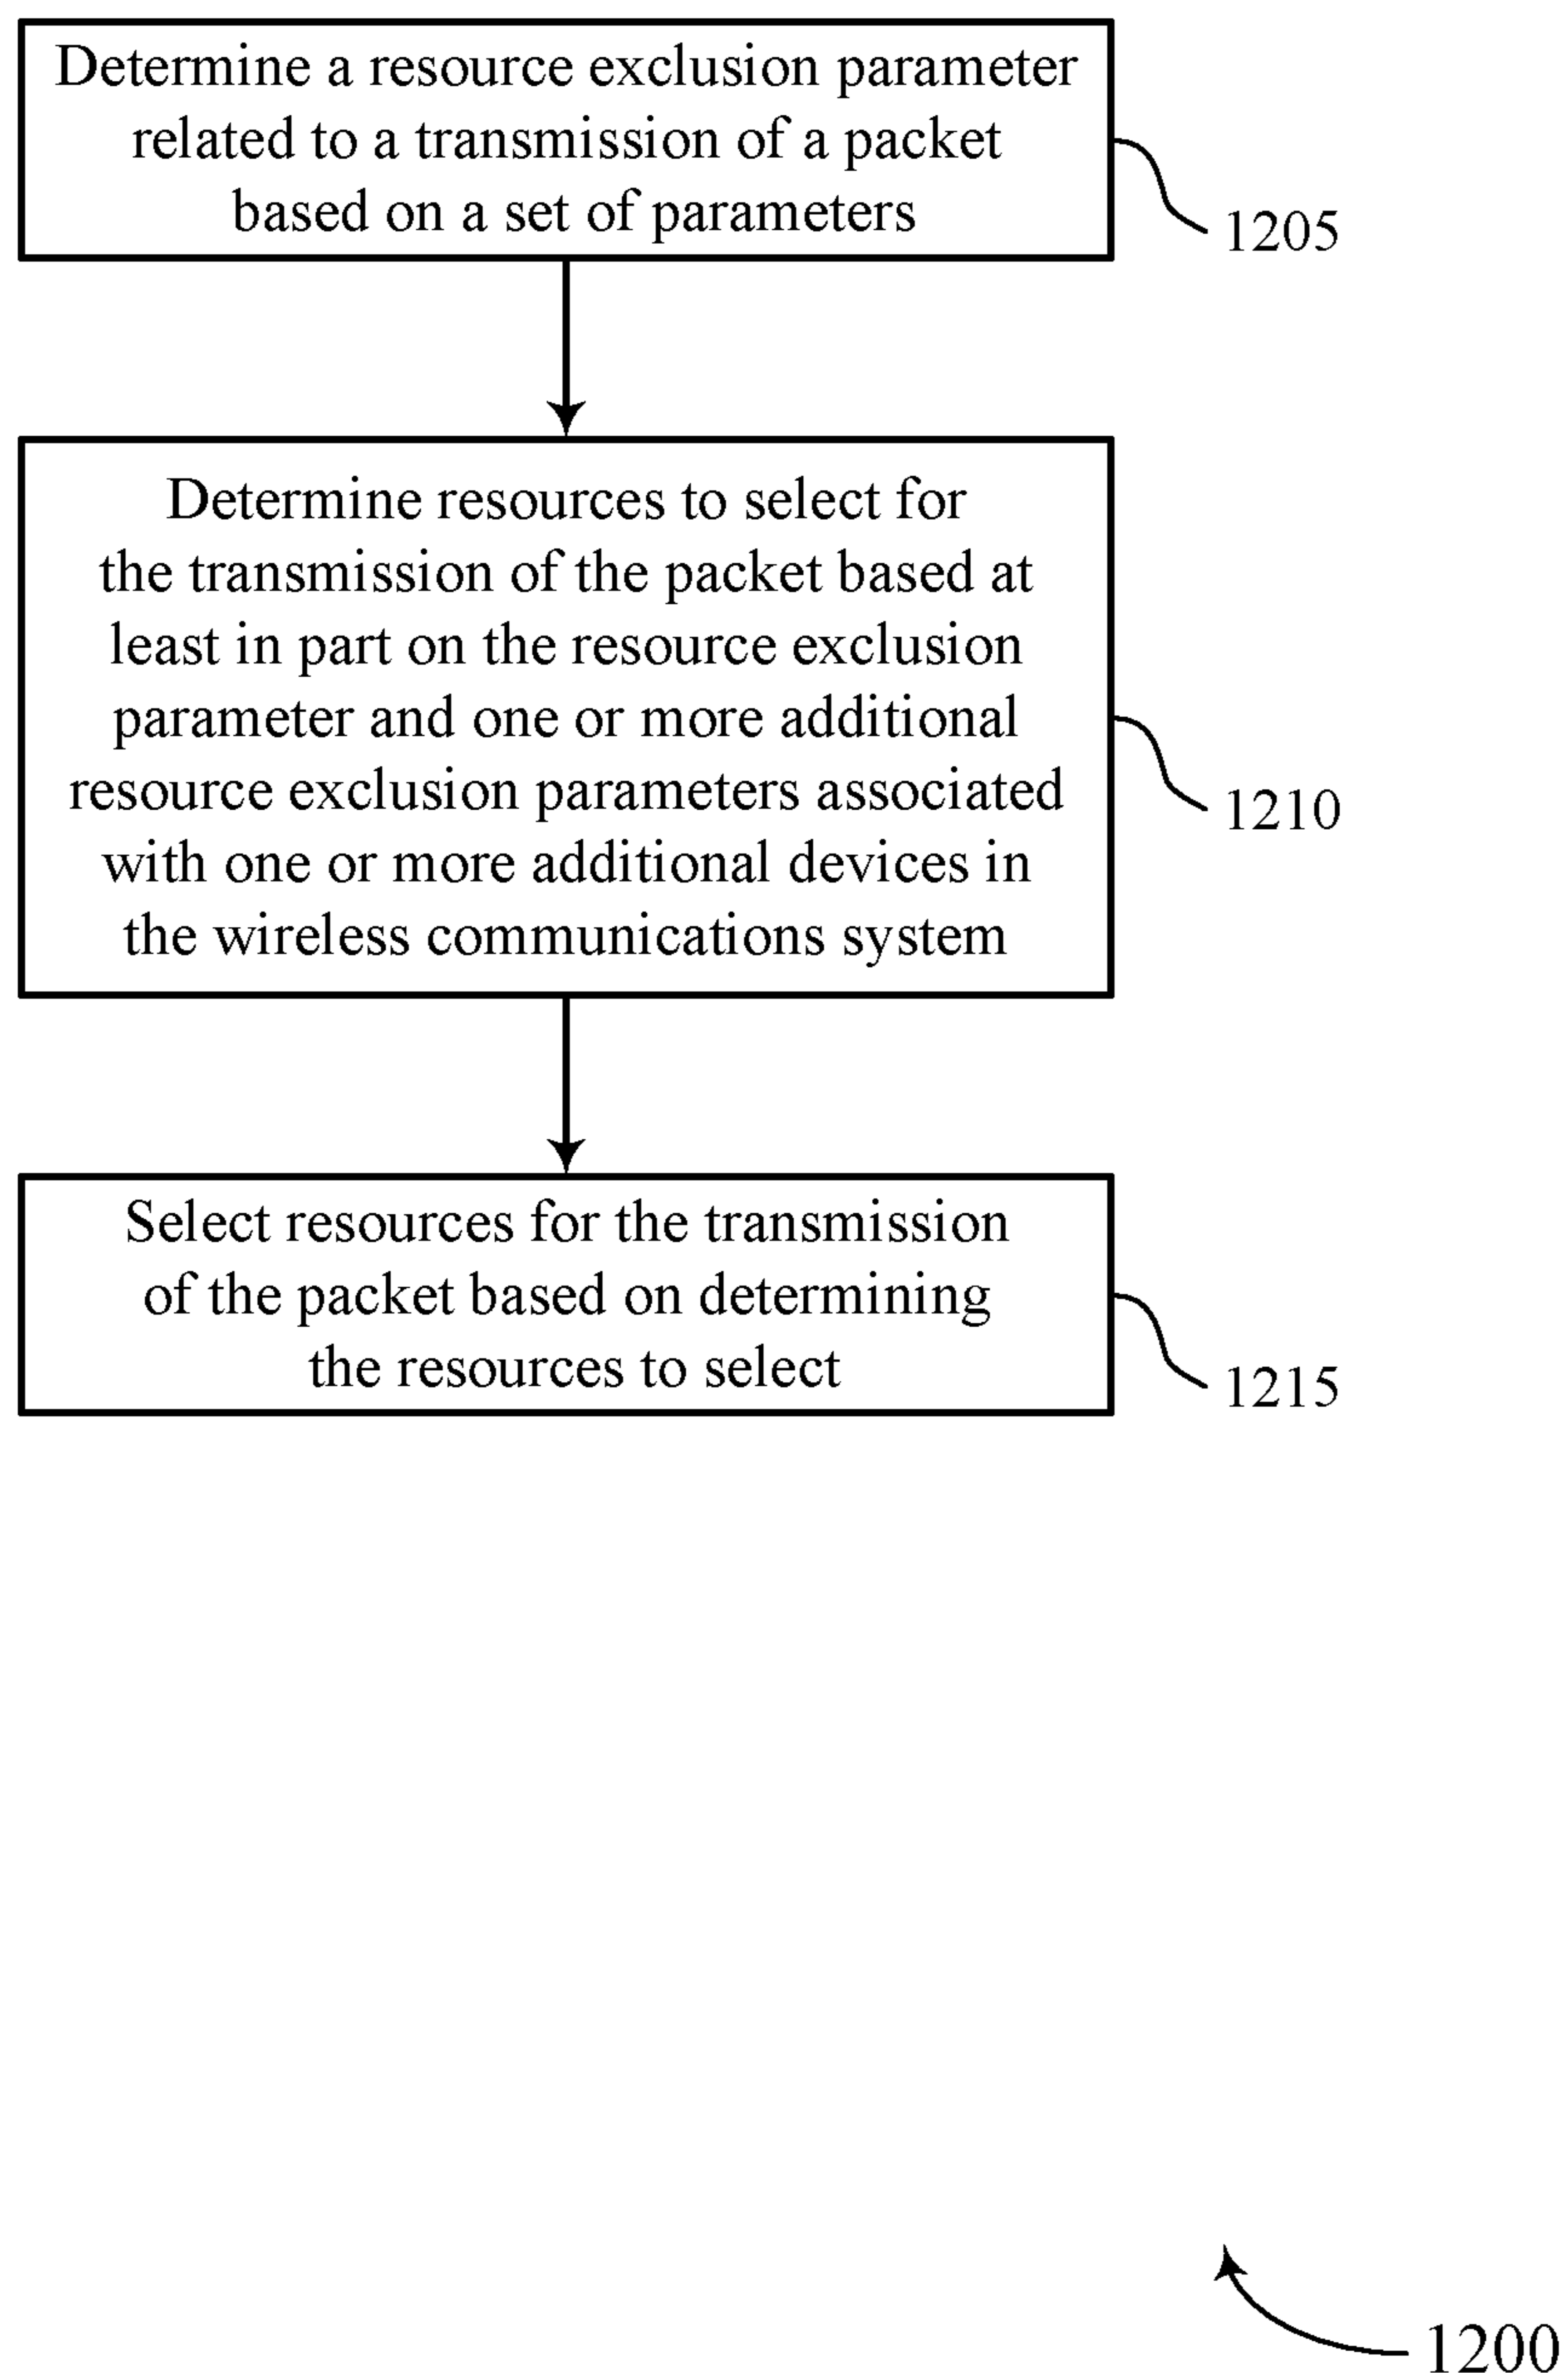 Determine a resource exclusion parameter
related to a transmission of a packet
based on a set of parameters
1205
Determine resources to select for
the transmission of the packet based at
least in part on the resource exclusion
parameter and one or more additional
resource exclusion parameters associated
with one or more additional devices in
the wireless communications system
1210
Select resources for the transmission
of the packet based on determining
the resources to select
1215
1200